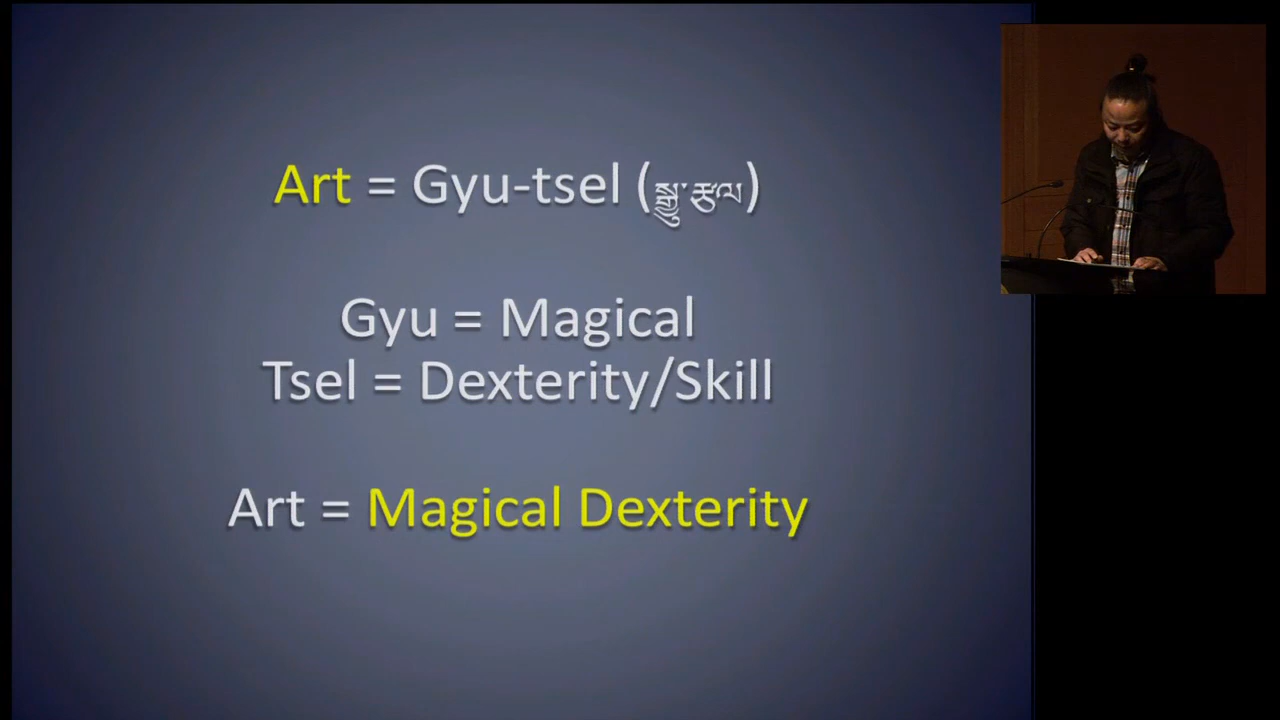 Art = Gyu-tsel (སྒྱུ་རྩལ)
Gyu = Magical
Tsel = Dexterity/Skill
Art = Magical Dexterity